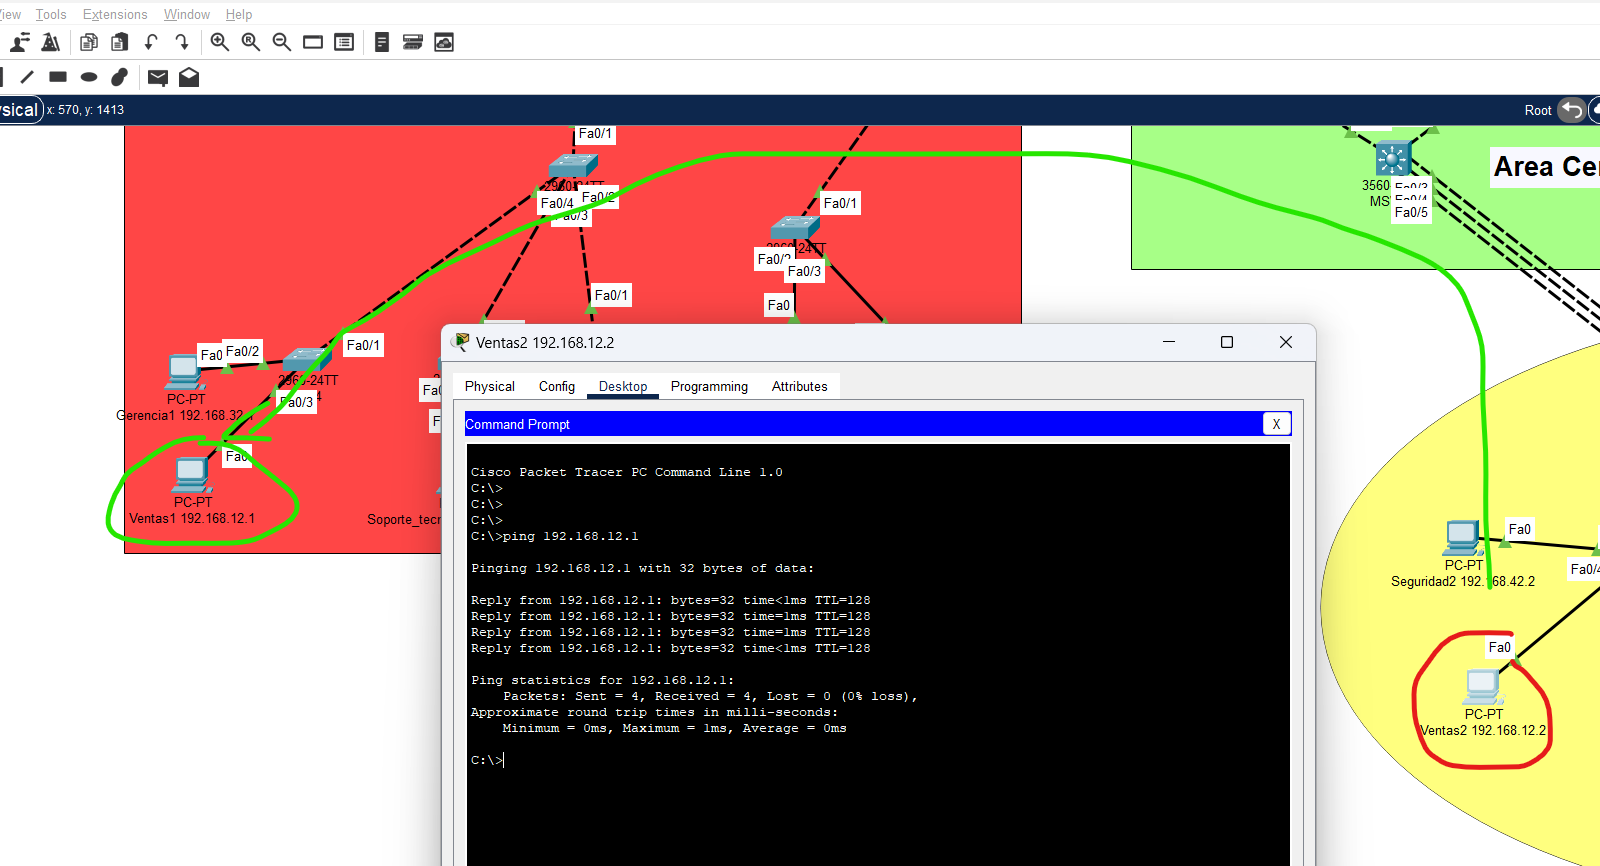 View Tools Extensions Window Help
x: 570, y: 1413
Root
Fa0/1
2960-24TT
Fa0/4
Fa0/2
Fa0/3
Fa0/1
2960-24TT
Fa0/2
Fa0/3
Fa0
Fa0/1
3560
Fa0/3
Fa0/4
Fa0/5
Area Ce
Fa0
Fa0/2
Fa0/1
2960-24TT
Fa0/3
PC-PT
Gerencia1 192.168.32.1
Fa0
PC-PT
Ventas1 192.168.12.1
Soporte_tecr
Ventas2 192.168.12.2
Physical Config Desktop Programming Attributes
Command Prompt
X
Cisco Packet Tracer PC Command Line 1.0
C:\>
C:\>
C:\>
C:\>ping 192.168.12.1
Pinging 192.168.12.1 with 32 bytes of data:
Reply from 192.168.12.1: bytes=32 time<1ms TTL=128
Reply from 192.168.12.1: bytes=32 time=1ms TTL=128
Reply from 192.168.12.1: bytes=32 time=1ms TTL=128
Reply from 192.168.12.1: bytes=32 time<1ms TTL=128
Ping statistics for 192.168.12.1:
Packets: Sent = 4, Received = 4, Lost = 0 (0% loss),
Approximate round trip times in milli-seconds:
Minimum = 0ms, Maximum = 1ms, Average = 0ms
C:\>
Fa0
PC-PT
Seguridad2 192.168.42.2
Fa0/4
Fa0
PC-PT
Ventas2 192.168.12.2